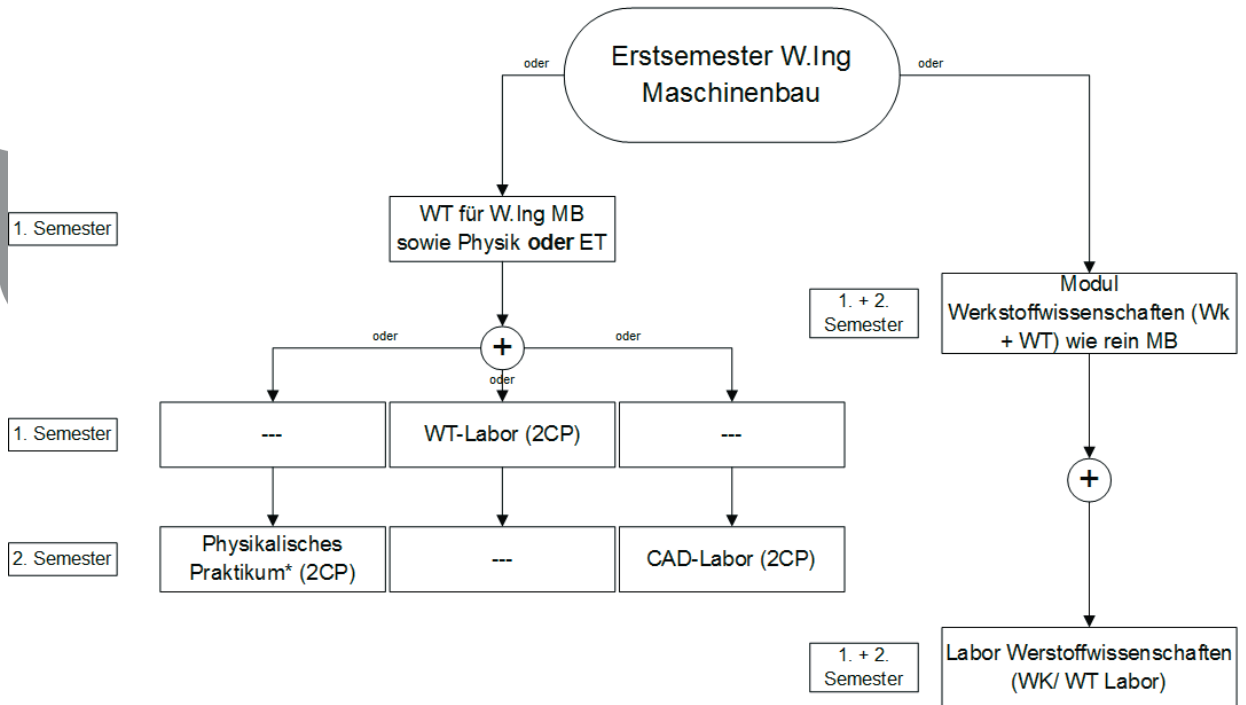 Erstsemester W.Ing
Maschinenbau
oder
oder
1. Semester
WT für W.Ing MB
sowie Physik oder ET
1. + 2.
Semester
Modul
Werkstoffwissenschaften (Wk
+ WT) wie rein MB
oder
+
oder
oder
1. Semester
---
WT-Labor (2CP)
---
+
2. Semester
Physikalisches
Praktikum* (2CP)
---
CAD-Labor (2CP)
1. + 2.
Semester
Labor Werstoffwissenschaften
(WK/ WT Labor)